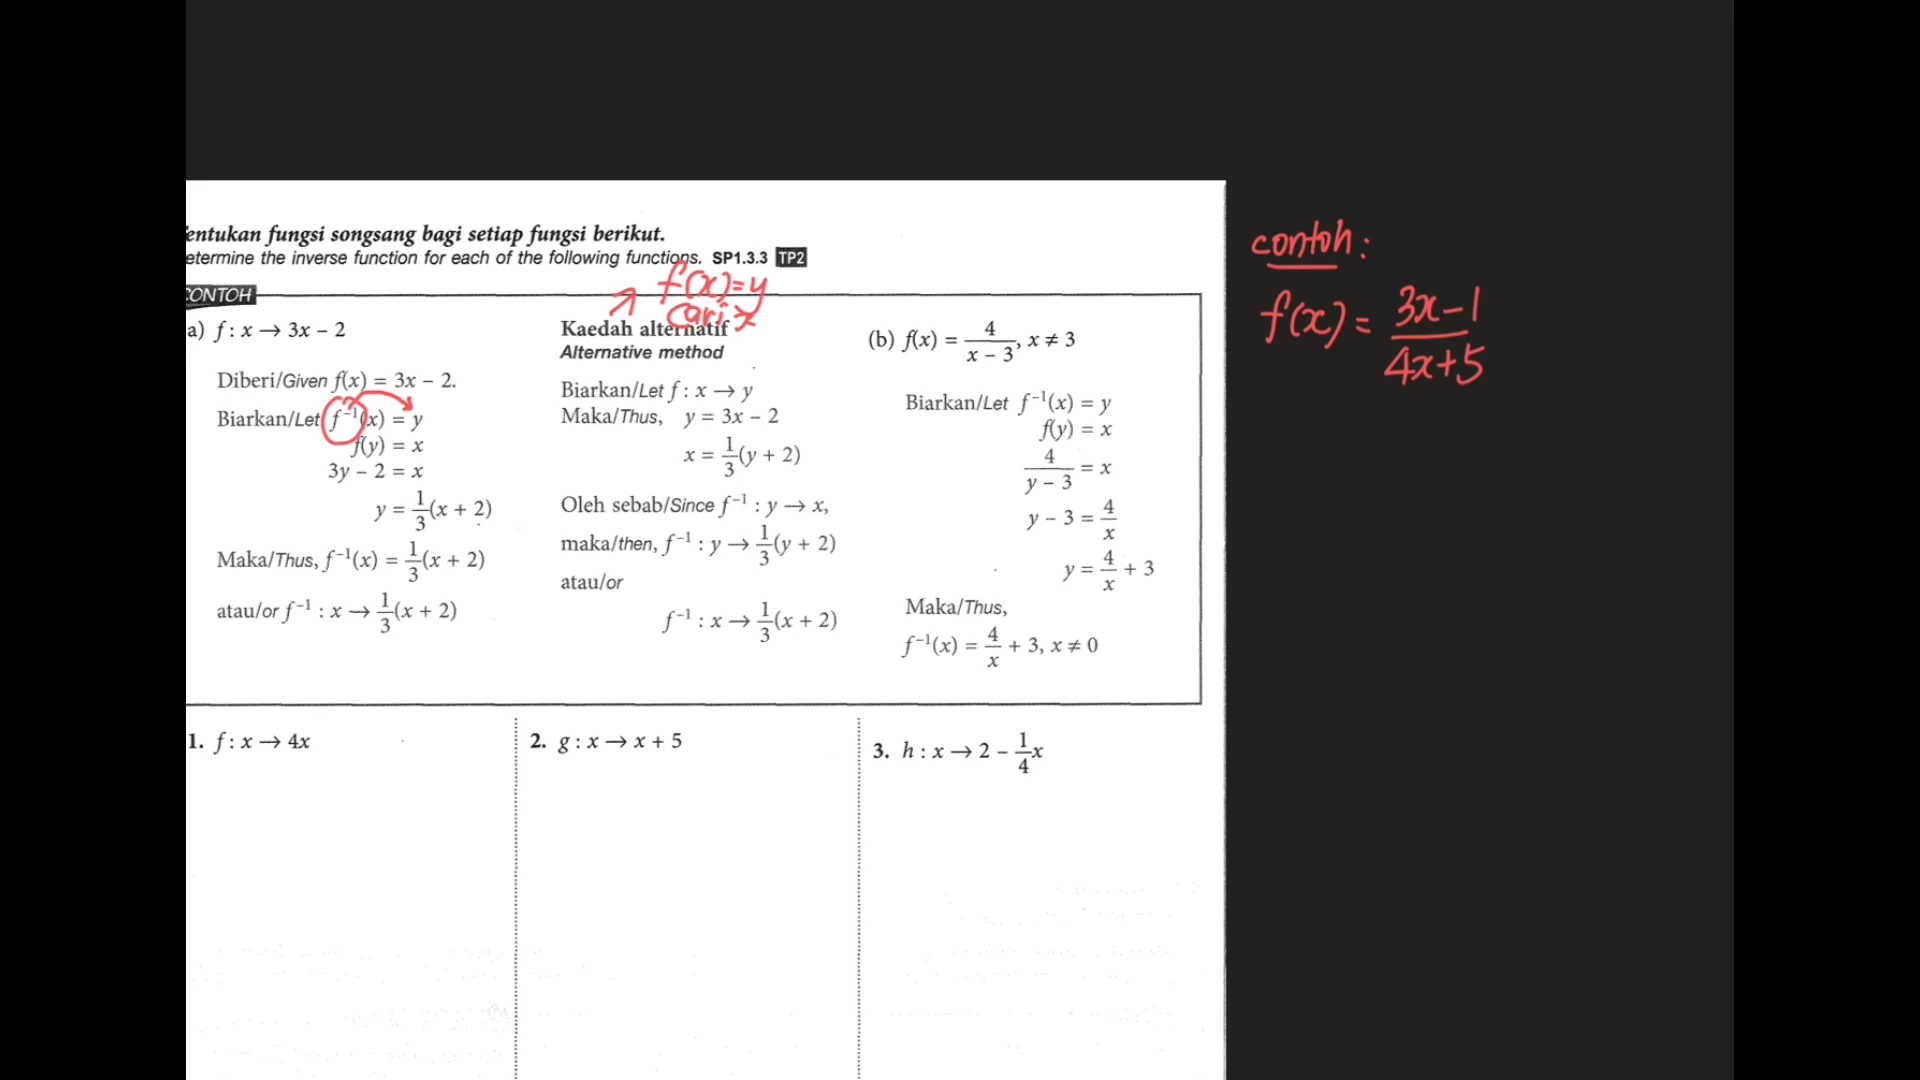 entukan fungsi songsang bagi setiap fungsi berikut.
etermine the inverse function for each of the following functions. SP1.3.3 TP2
CONTOH
a) f : x → 3x − 2
Diberi/Given f(x) = 3x − 2.
Biarkan/Let f⁻¹(x) = y
f(y) = x
3y − 2 = x
y = 1/3(x + 2)
Maka/Thus, f⁻¹(x) = 1/3(x + 2)
atau/or f⁻¹ : x → 1/3(x + 2)
f(x) = y
cari x
Kaedah alternatif
Alternative method
Biarkan/Let f : x → y
Maka/Thus, y = 3x − 2
x = 1/3(y + 2)
Oleh sebab/Since f⁻¹ : y → x,
maka/then, f⁻¹ : y → 1/3(y + 2)
atau/or
f⁻¹ : x → 1/3(x + 2)
(b) f(x) = 4/(x − 3), x ≠ 3
Biarkan/Let f⁻¹(x) = y
f(y) = x
4/(y − 3) = x
y − 3 = 4/x
y = 4/x + 3
Maka/Thus,
f⁻¹(x) = 4/x + 3, x ≠ 0
1. f : x → 4x
2. g : x → x + 5
3. h : x → 2 − 1/4x
contoh :
f(x) = (3x−1)/(4x+5)